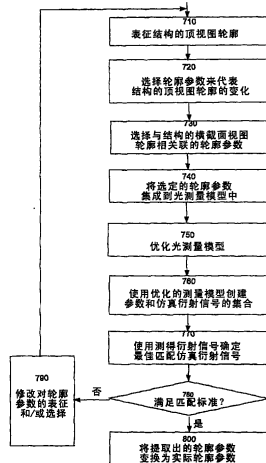 710
表征结构的顶视图轮廓
720
选择轮廓参数来代表
结构的顶视图轮廓的变化
730
选择与结构的横截面视图
轮廓相关联的轮廓参数
740
将选定的轮廓参数
集成到光测量模型中
750
优化光测量模型
760
使用优化的测量模型创建
参数和仿真衍射信号的集合
770
使用测得衍射信号确定
最佳匹配仿真衍射信号
780
满足匹配标准？
否
790
修改对轮廓
参数的表征
和/或选择
是
800
将提取出的轮廓参数
变换为实际轮廓参数